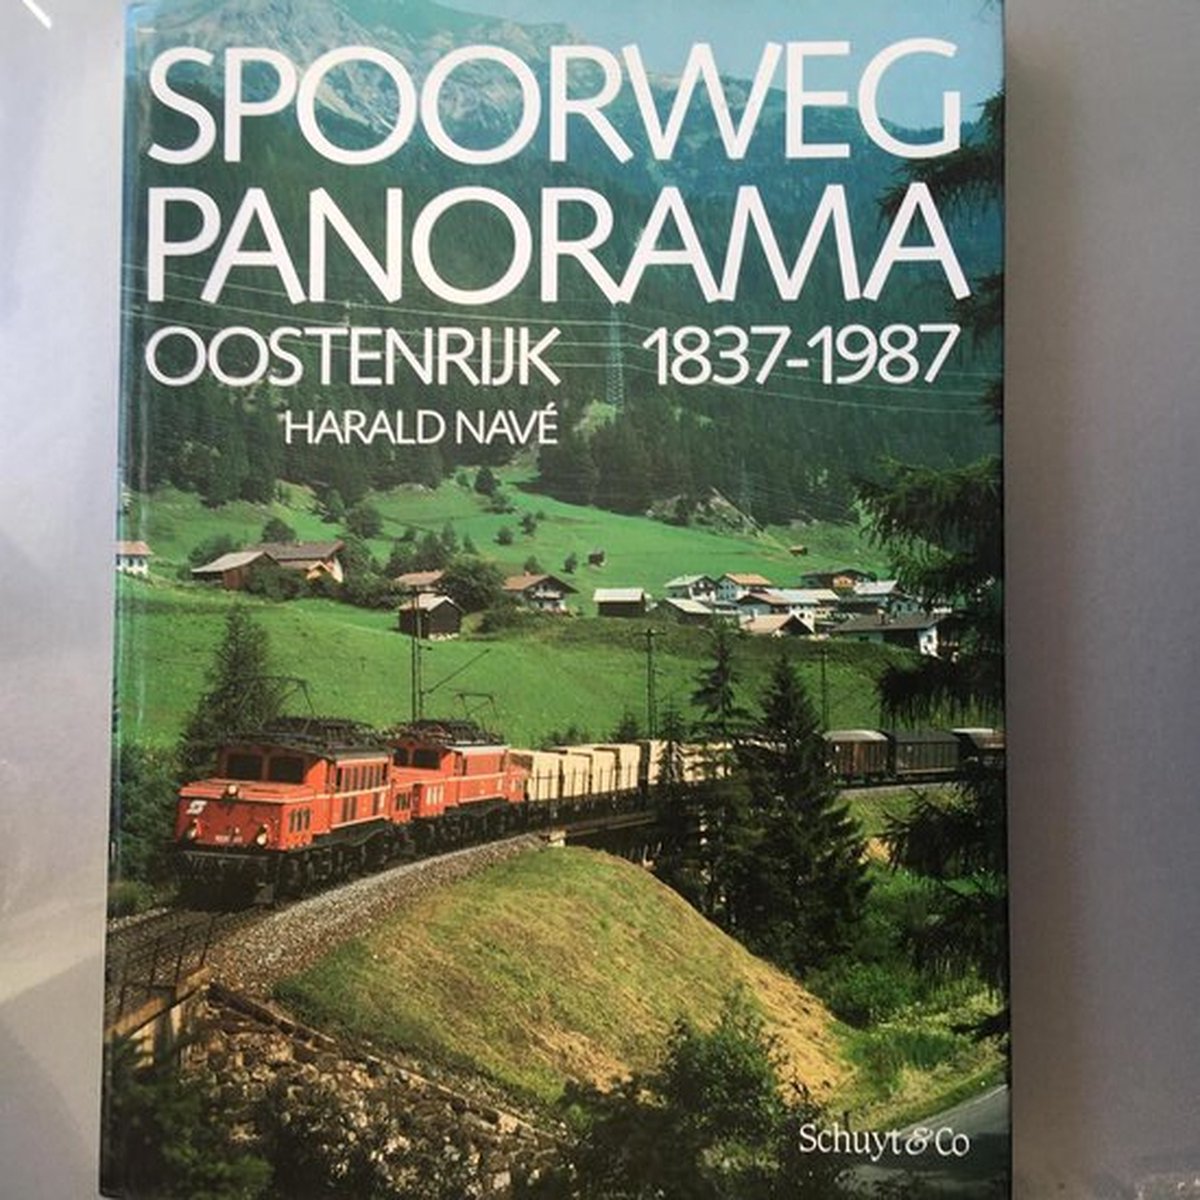 SPOORWEG
PANORAMA
OOSTENRIJK 1837-1987
HARALD NAVÉ
Schuyt & Co